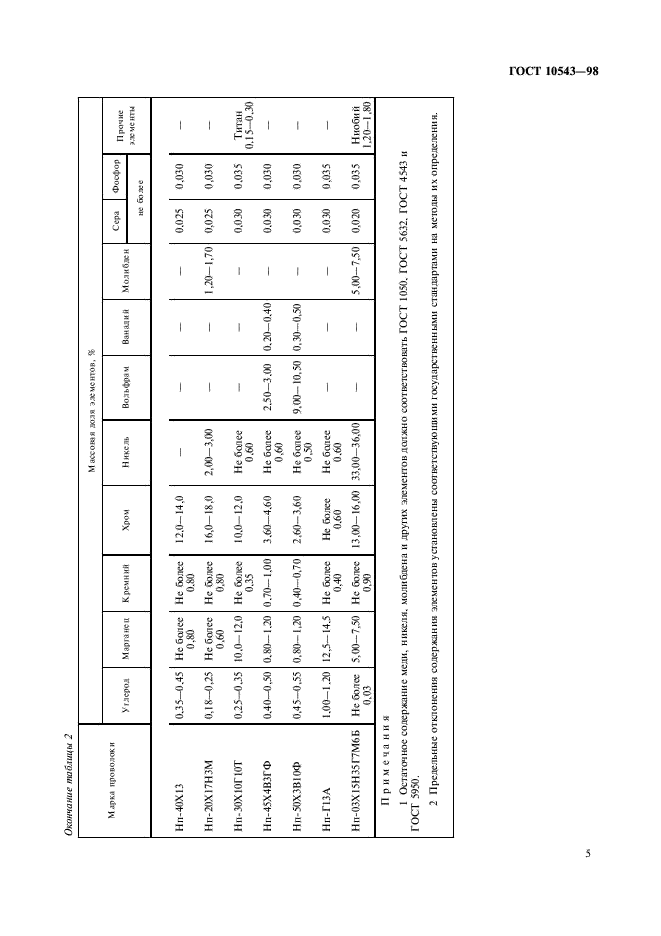 ГОСТ 10543—98
Окончание таблицы 2
Марка проволоки
Массовая доля элементов, %
Углерод Марганец Кремний Хром Никель Вольфрам Ванадий Молибден Сера Фосфор Прочие элементы
не более
Нп-40Х13 0,35—0,45 Не более 0,80 Не более 0,80 12,0—14,0 — — — — 0,025 0,030 —
Нп-20Х17Н3М 0,18—0,25 Не более 0,60 Не более 0,80 16,0—18,0 2,00—3,00 — — 1,20—1,70 0,025 0,030 —
Нп-30Х10Г10Т 0,25—0,35 10,0—12,0 Не более 0,35 10,0—12,0 Не более 0,60 — — — 0,030 0,035 Титан 0,15—0,30
Нп-45Х4В3ГФ 0,40—0,50 0,80—1,20 0,70—1,00 3,60—4,60 Не более 0,60 2,50—3,00 0,20—0,40 — 0,030 0,030 —
Нп-50Х3В10Ф 0,45—0,55 0,80—1,20 0,40—0,70 2,60—3,60 Не более 0,50 9,00—10,50 0,30—0,50 — 0,030 0,030 —
Нп-Г13А 1,00—1,20 12,5—14,5 Не более 0,40 Не более 0,60 Не более 0,60 — — — 0,030 0,035 —
Нп-03Х15Н35Г7М6Б Не более 0,03 5,00—7,50 Не более 0,90 13,00—16,00 33,00—36,00 — — 5,00—7,50 0,020 0,035 Ниобий 1,20—1,80
Примечания
1 Остаточное содержание меди, никеля, молибдена и других элементов должно соответствовать ГОСТ 1050, ГОСТ 5632, ГОСТ 4543 и
ГОСТ 5950.
2 Предельные отклонения содержания элементов установлены соответствующими государственными стандартами на методы их определения.
5